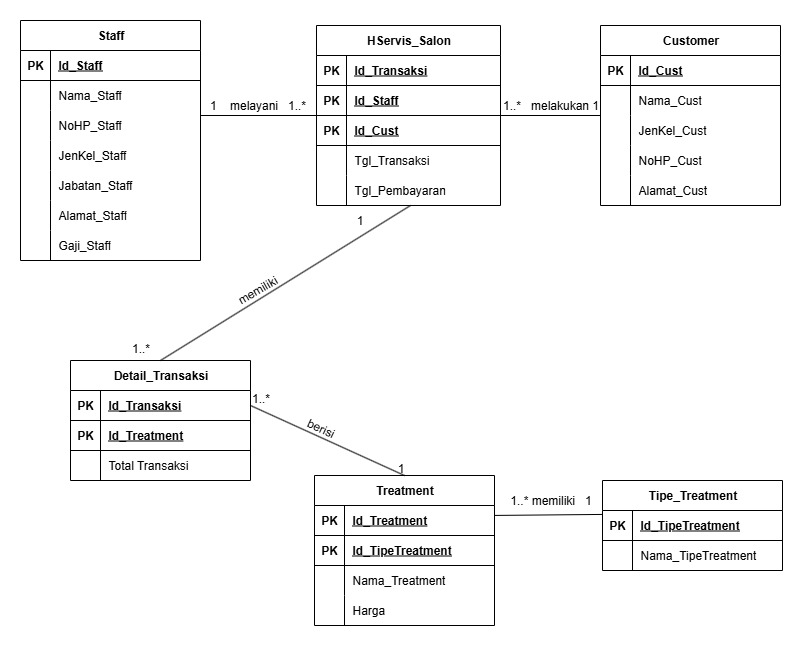 Staff
PK Id_Staff
Nama_Staff
NoHP_Staff
JenKel_Staff
Jabatan_Staff
Alamat_Staff
Gaji_Staff
1 melayani 1..*
HServis_Salon
PK Id_Transaksi
PK Id_Staff
PK Id_Cust
Tgl_Transaksi
Tgl_Pembayaran
1..* melakukan 1
Customer
PK Id_Cust
Nama_Cust
JenKel_Cust
NoHP_Cust
Alamat_Cust
1
memiliki
1..*
Detail_Transaksi
PK Id_Transaksi
PK Id_Treatment
Total Transaksi
1..*
berisi
1
Treatment
PK Id_Treatment
PK Id_TipeTreatment
Nama_Treatment
Harga
1..* memiliki 1
Tipe_Treatment
PK Id_TipeTreatment
Nama_TipeTreatment